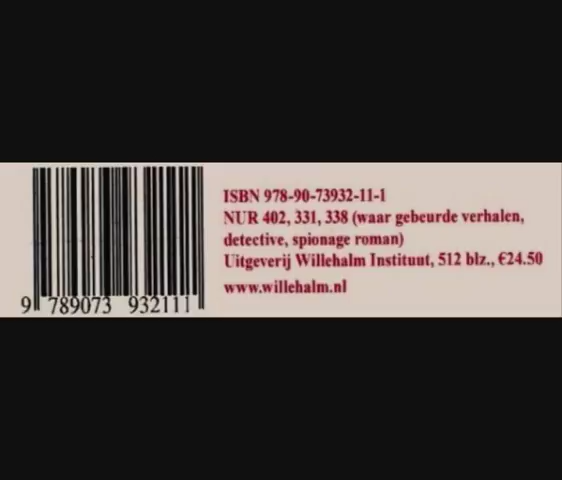 ISBN 978-90-73932-11-1
NUR 402, 331, 338 (waar gebeurde verhalen,
detective, spionage roman)
Uitgeverij Willehalm Instituut, 512 blz., €24.50
www.willehalm.nl
9 789073 932111